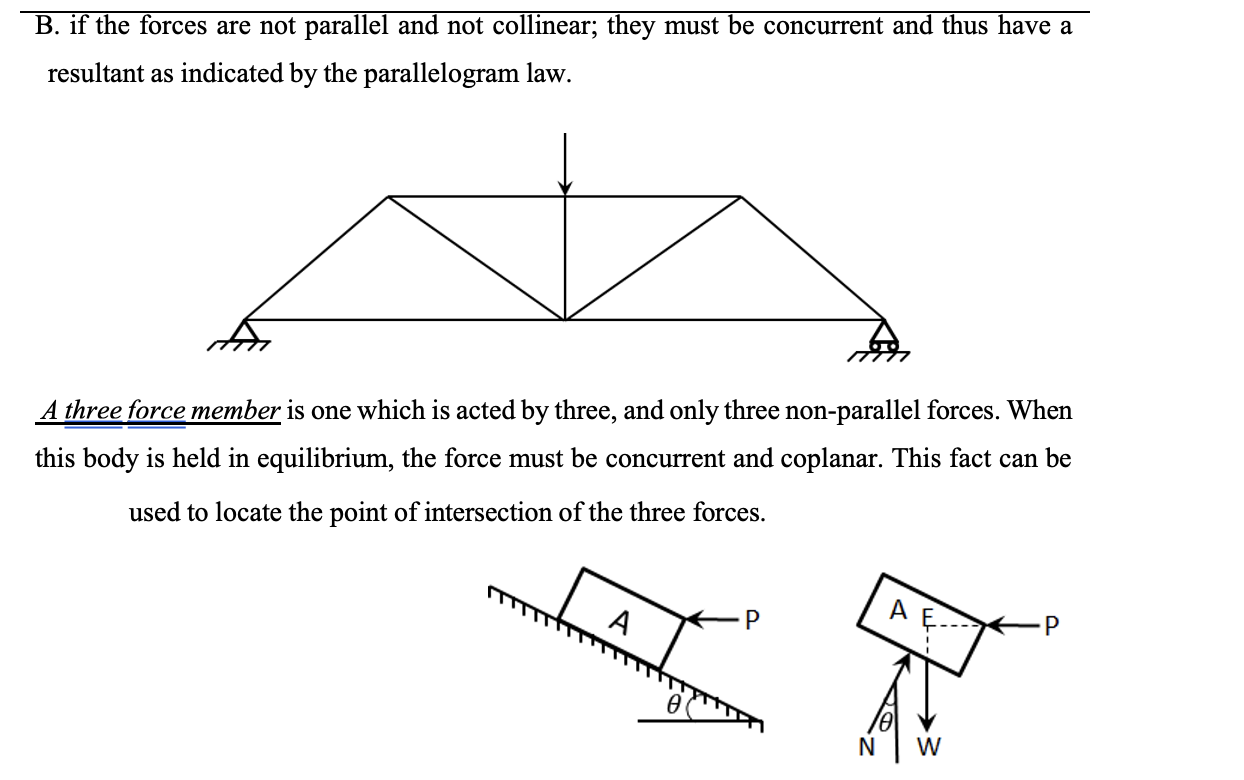 B. if the forces are not parallel and not collinear; they must be concurrent and thus have a
resultant as indicated by the parallelogram law.
A three force member is one which is acted by three, and only three non-parallel forces. When
this body is held in equilibrium, the force must be concurrent and coplanar. This fact can be
used to locate the point of intersection of the three forces.
A
P
θ
A
E
P
θ
N
W